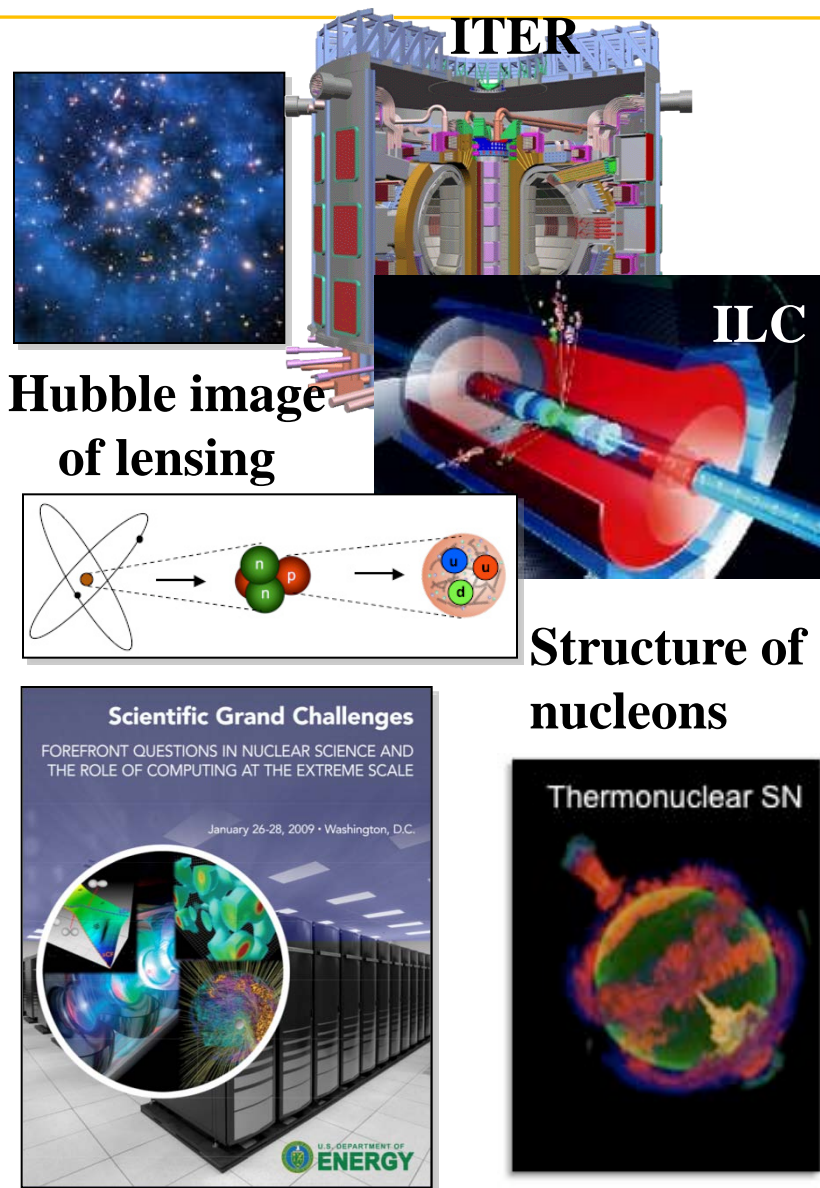 ITER
ILC
Hubble image
of lensing
n
p
n
u
u
d
Structure of
nucleons
Scientific Grand Challenges
FOREFRONT QUESTIONS IN NUCLEAR SCIENCE AND
THE ROLE OF COMPUTING AT THE EXTREME SCALE
January 26-28, 2009 • Washington, D.C.
U.S. DEPARTMENT OF
ENERGY
Thermonuclear SN